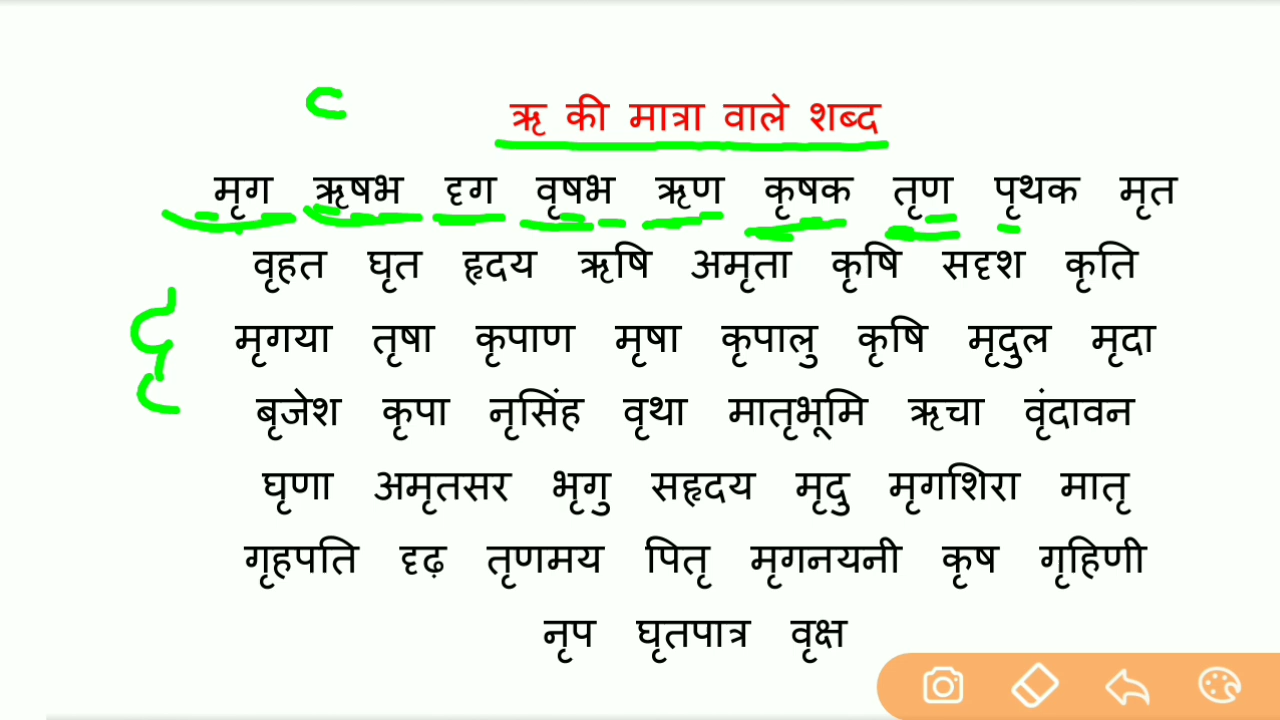 ऋ की मात्रा वाले शब्द
मृग ऋषभ दृग वृषभ ऋण कृषक तृण पृथक मृत
वृहत घृत हृदय ऋषि अमृता कृषि सदृश कृति
मृगया तृषा कृपाण मृषा कृपालु कृषि मृदुल मृदा
बृजेश कृपा नृसिंह वृथा मातृभूमि ऋचा वृंदावन
घृणा अमृतसर भृगु सहृदय मृदु मृगशिरा मातृ
गृहपति दृढ़ तृणमय पितृ मृगनयनी कृष गृहिणी
नृप घृतपात्र वृक्ष